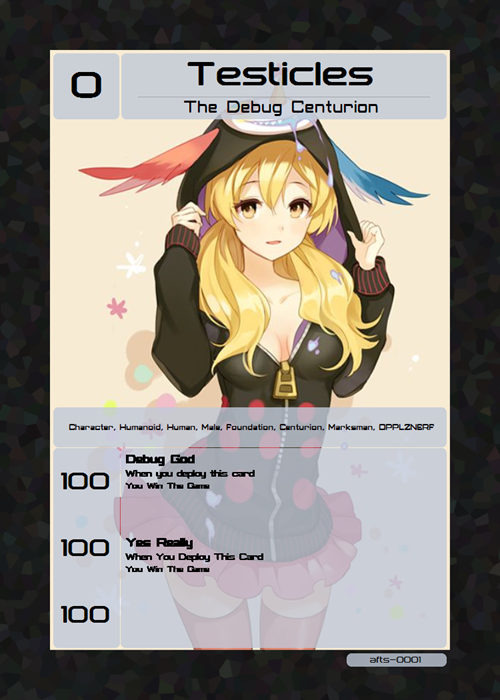 0
Testicles
The Debug Centurion
Character, Humanoid, Human, Male, Foundation, Centurion, Marksman, OPPLZNERF
100
Debug God
When you deploy this card
You Win The Game
100
Yes Really
When You Deploy This Card
You Win The Game
100
afts-0001